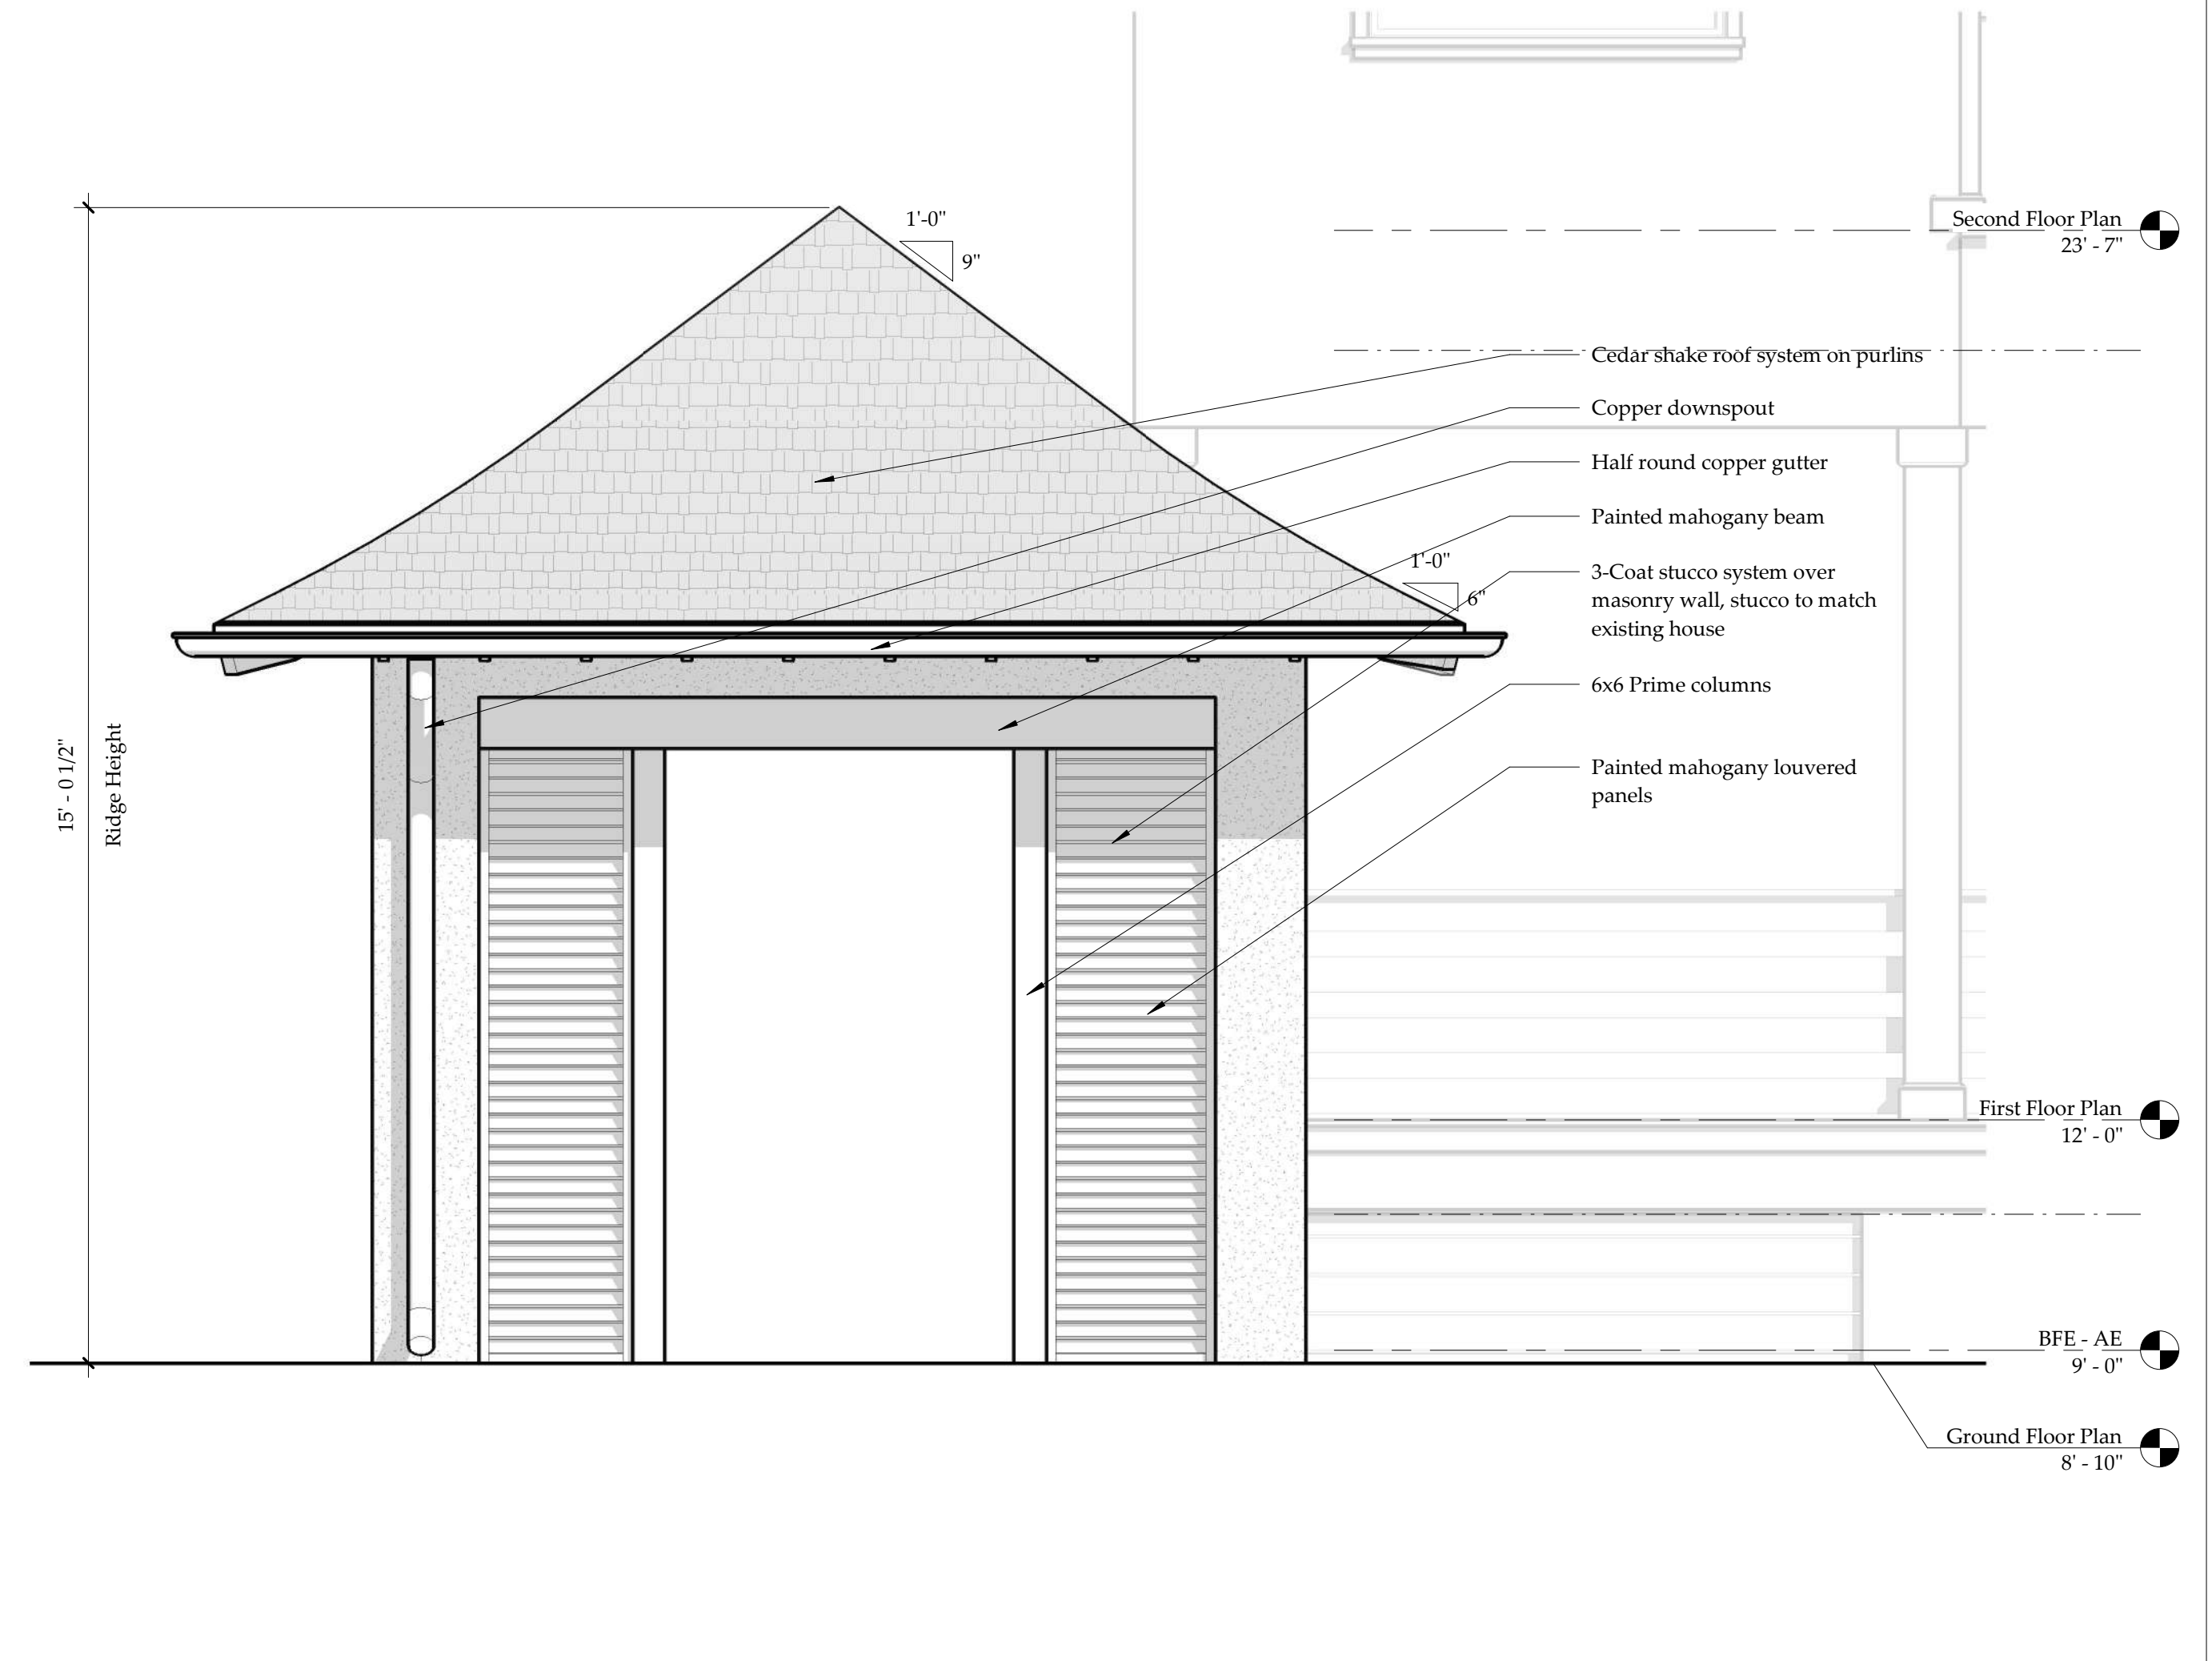 1'-0"
9"
Second Floor Plan
23' - 7"
Cedar shake roof system on purlins
Copper downspout
Half round copper gutter
Painted mahogany beam
1'-0"
6"
3-Coat stucco system over
masonry wall, stucco to match
existing house
6x6 Prime columns
Painted mahogany louvered
panels
15' - 0 1/2"
Ridge Height
First Floor Plan
12' - 0"
BFE - AE
9' - 0"
Ground Floor Plan
8' - 10"